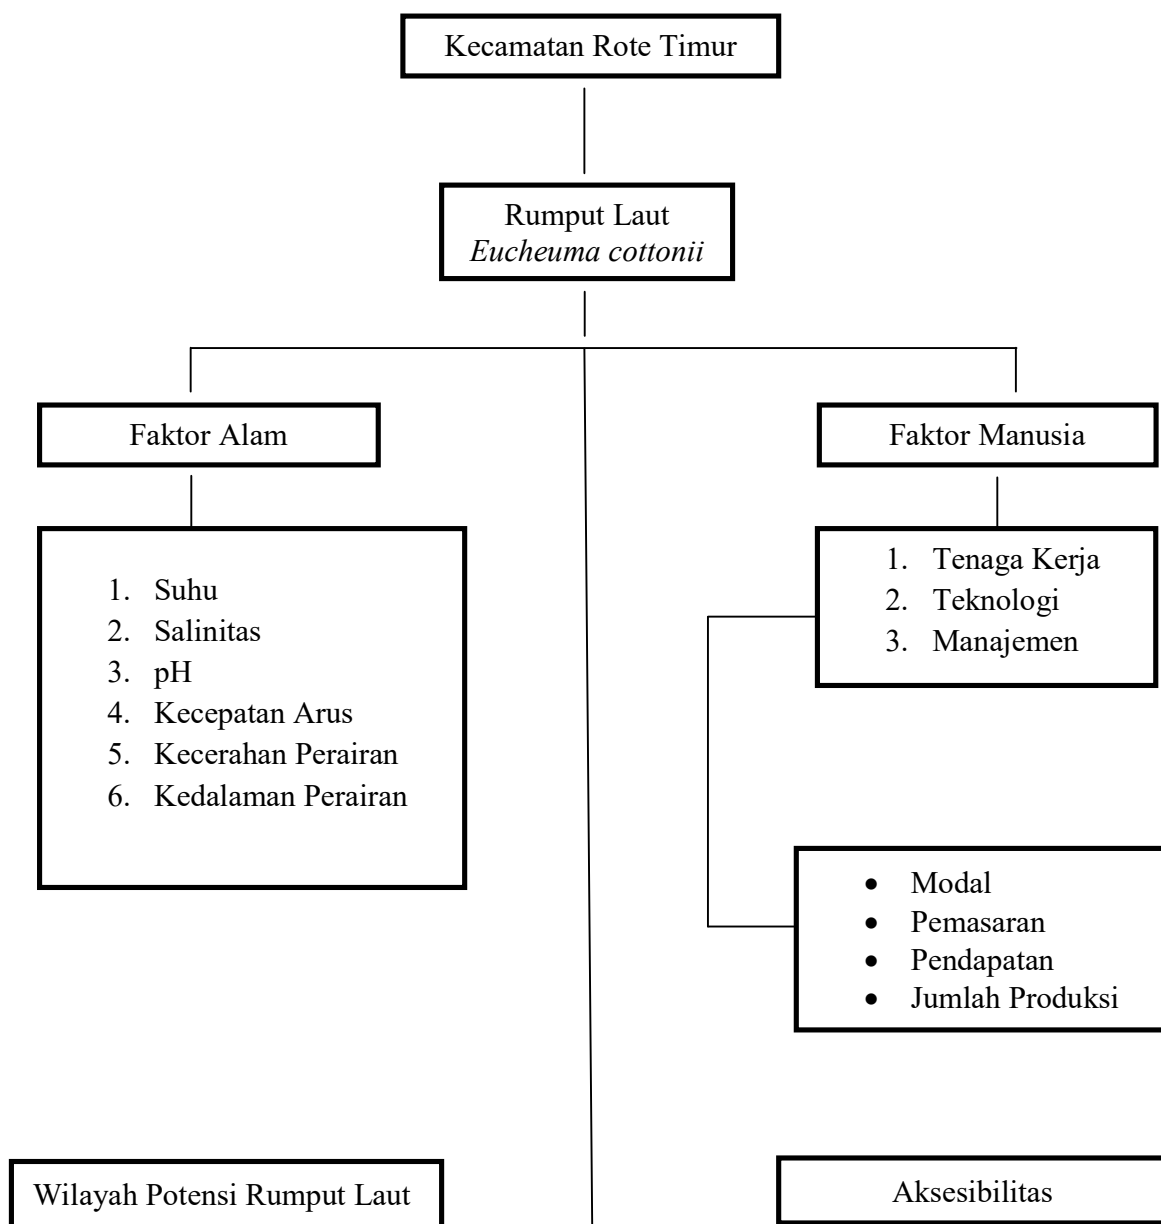 Kecamatan Rote Timur
Rumput Laut
Eucheuma cottonii
Faktor Alam
Faktor Manusia
1. Suhu
2. Salinitas
3. pH
4. Kecepatan Arus
5. Kecerahan Perairan
6. Kedalaman Perairan
1. Tenaga Kerja
2. Teknologi
3. Manajemen
• Modal
• Pemasaran
• Pendapatan
• Jumlah Produksi
Wilayah Potensi Rumput Laut
Aksesibilitas